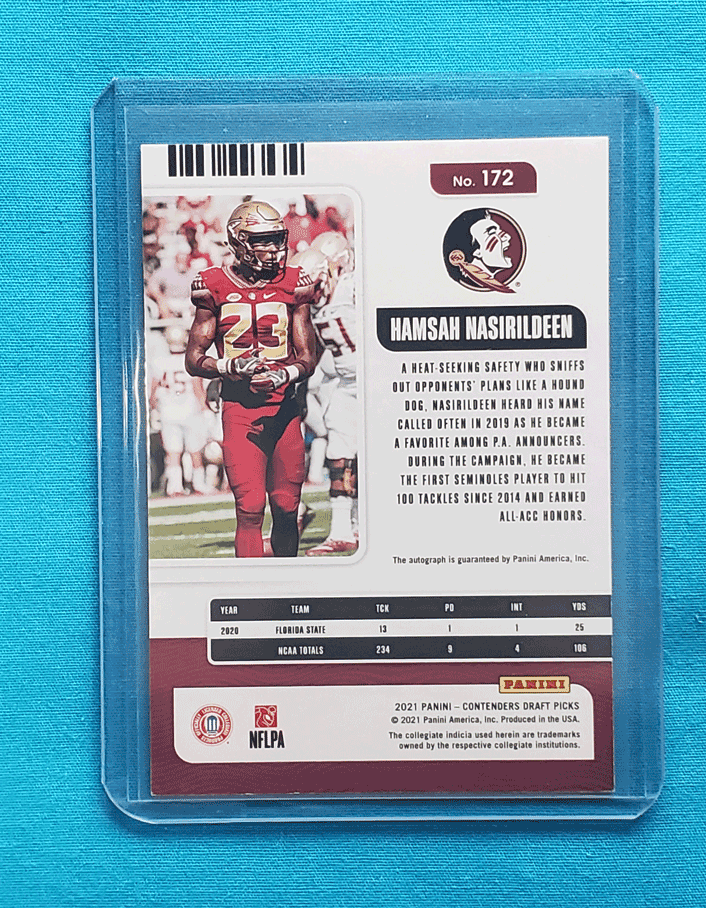 No. 172
HAMSAH NASIRILDEEN
A HEAT-SEEKING SAFETY WHO SNIFFS
OUT OPPONENTS' PLANS LIKE A HOUND
DOG, NASIRILDEEN HEARD HIS NAME
CALLED OFTEN IN 2019 AS HE BECAME
A FAVORITE AMONG P.A. ANNOUNCERS.
DURING THE CAMPAIGN, HE BECAME
THE FIRST SEMINOLES PLAYER TO HIT
100 TACKLES SINCE 2014 AND EARNED
ALL-ACC HONORS.
23
The autograph is guaranteed by Panini America, Inc.
YEAR TEAM TCK PD INT YDS
2020 FLORIDA STATE 13 1 1 25
NCAA TOTALS 234 9 4 106
PANINI
2021 PANINI – CONTENDERS DRAFT PICKS
© 2021 Panini America, Inc. Produced in the USA.
The collegiate indicia used herein are trademarks
owned by the respective collegiate institutions.
NFLPA